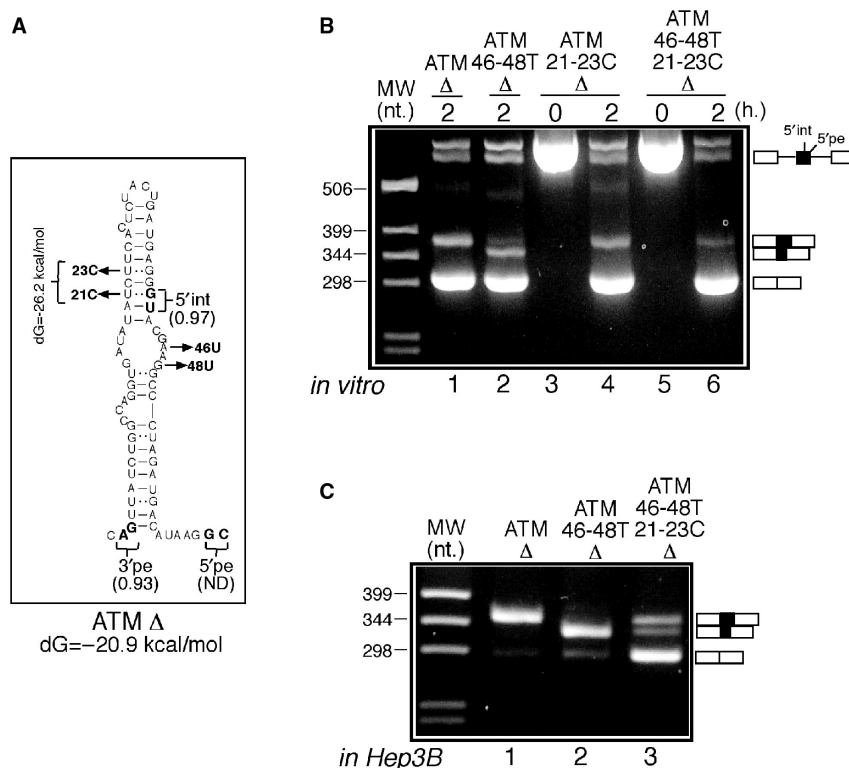 A
dG=-26.2 kcal/mol
23C
21C
GU
5′int
(0.97)
46U
48U
C AG
3′pe
(0.93)
AUAAG GC
5′pe
(ND)
ATM Δ
dG=−20.9 kcal/mol
B
MW
(nt.)
ATM
Δ
2
ATM
46-48T
Δ
2
ATM
21-23C
Δ
0 2
ATM
46-48T
21-23C
Δ
0 2 (h.)
5′int
5′pe
506
399
344
298
in vitro 1 2 3 4 5 6
C
MW
(nt.)
ATM
Δ
ATM
46-48T
Δ
ATM
46-48T
21-23C
Δ
399
344
298
in Hep3B 1 2 3